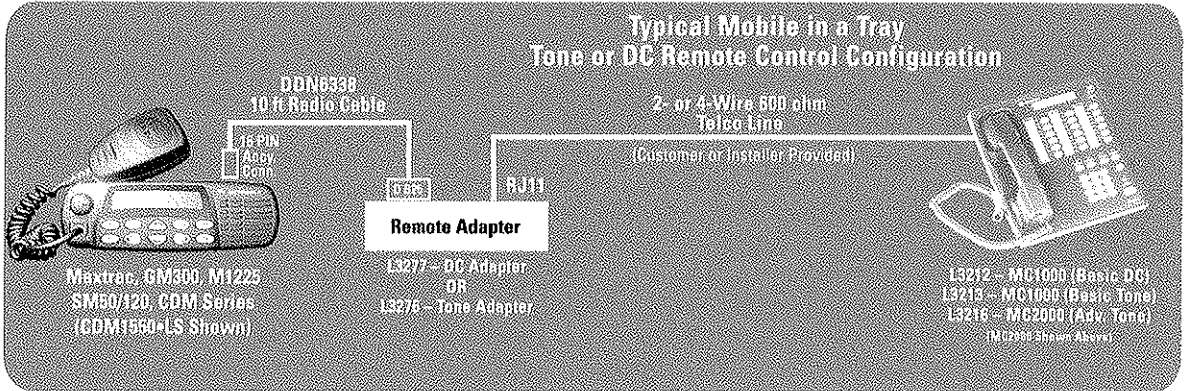 Typical Mobile in a Tray
Tone or DC Remote Control Configuration
DDN6338
10 ft Radio Cable
16 PIN
Accy
Conn
2- or 4-Wire 600 ohm
Telco Line
(Customer or Installer Provided)
RJ11
Remote Adapter
L3277 – DC Adapter
OR
L3276 – Tone Adapter
Maxtrac, GM300, M1225
SM50/120, CDM Series
(CDM1550•LS Shown)
L3212 – MC1000 (Basic DC)
L3213 – MC1000 (Basic Tone)
L3216 – MC2000 (Adv. Tone)
(MC2000 Shown Above)